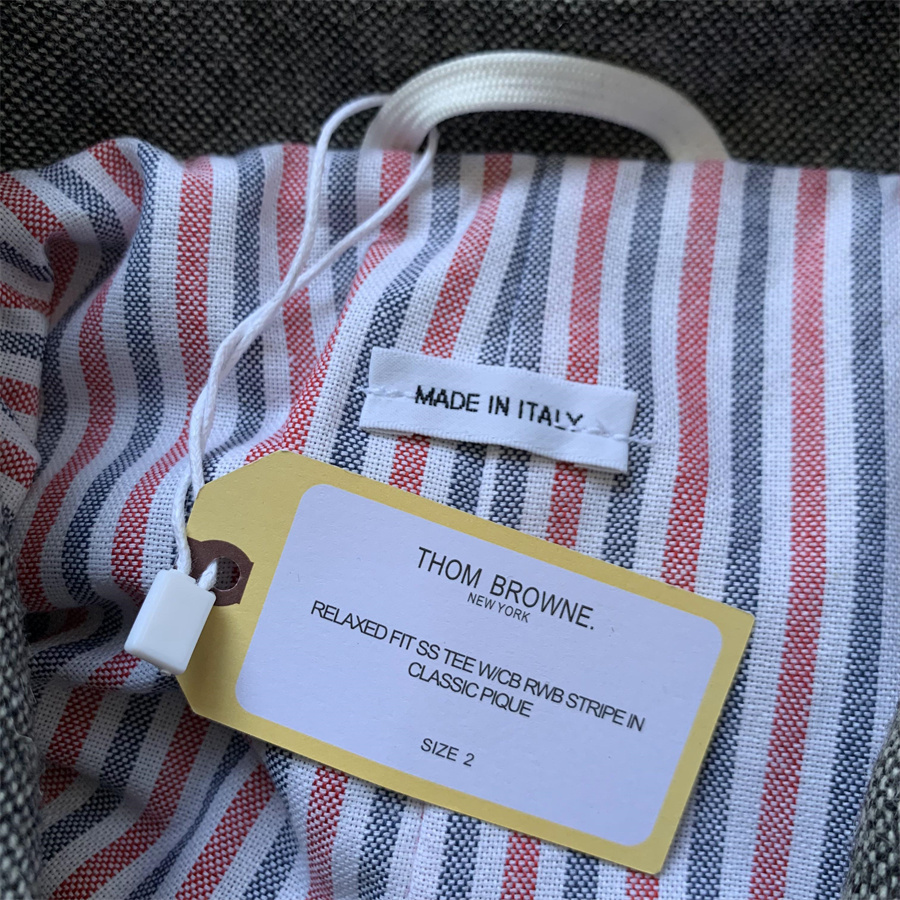 MADE IN ITALY
THOM BROWNE.
NEW YORK
RELAXED FIT SS TEE W/CB RWB STRIPE IN
CLASSIC PIQUE
SIZE 2